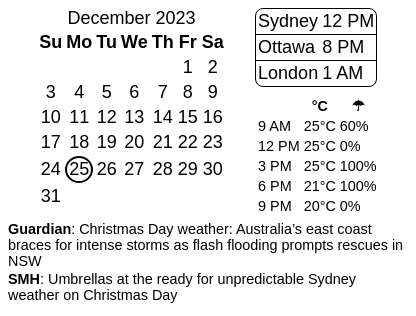 December 2023
Su Mo Tu We Th Fr Sa
1 2
3 4 5 6 7 8 9
10 11 12 13 14 15 16
17 18 19 20 21 22 23
24 25 26 27 28 29 30
31
Sydney 12 PM
Ottawa 8 PM
London 1 AM
°C ☂
9 AM 25°C 60%
12 PM 25°C 0%
3 PM 25°C 100%
6 PM 21°C 100%
9 PM 20°C 0%
Guardian: Christmas Day weather: Australia’s east coast
braces for intense storms as flash flooding prompts rescues in
NSW
SMH: Umbrellas at the ready for unpredictable Sydney
weather on Christmas Day